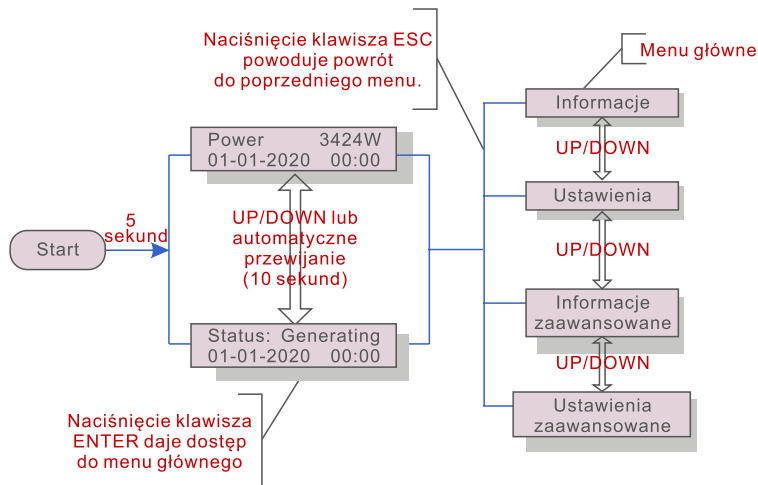 Naciśnięcie klawisza ESC
powoduje powrót
do poprzedniego menu.
Menu główne
Informacje
UP/DOWN
Ustawienia
UP/DOWN
Informacje
zaawansowane
UP/DOWN
Ustawienia
zaawansowane
Power 3424W
01-01-2020 00:00
UP/DOWN lub
automatyczne
przewijanie
(10 sekund)
5
sekund
Start
Status: Generating
01-01-2020 00:00
Naciśnięcie klawisza
ENTER daje dostęp
do menu głównego